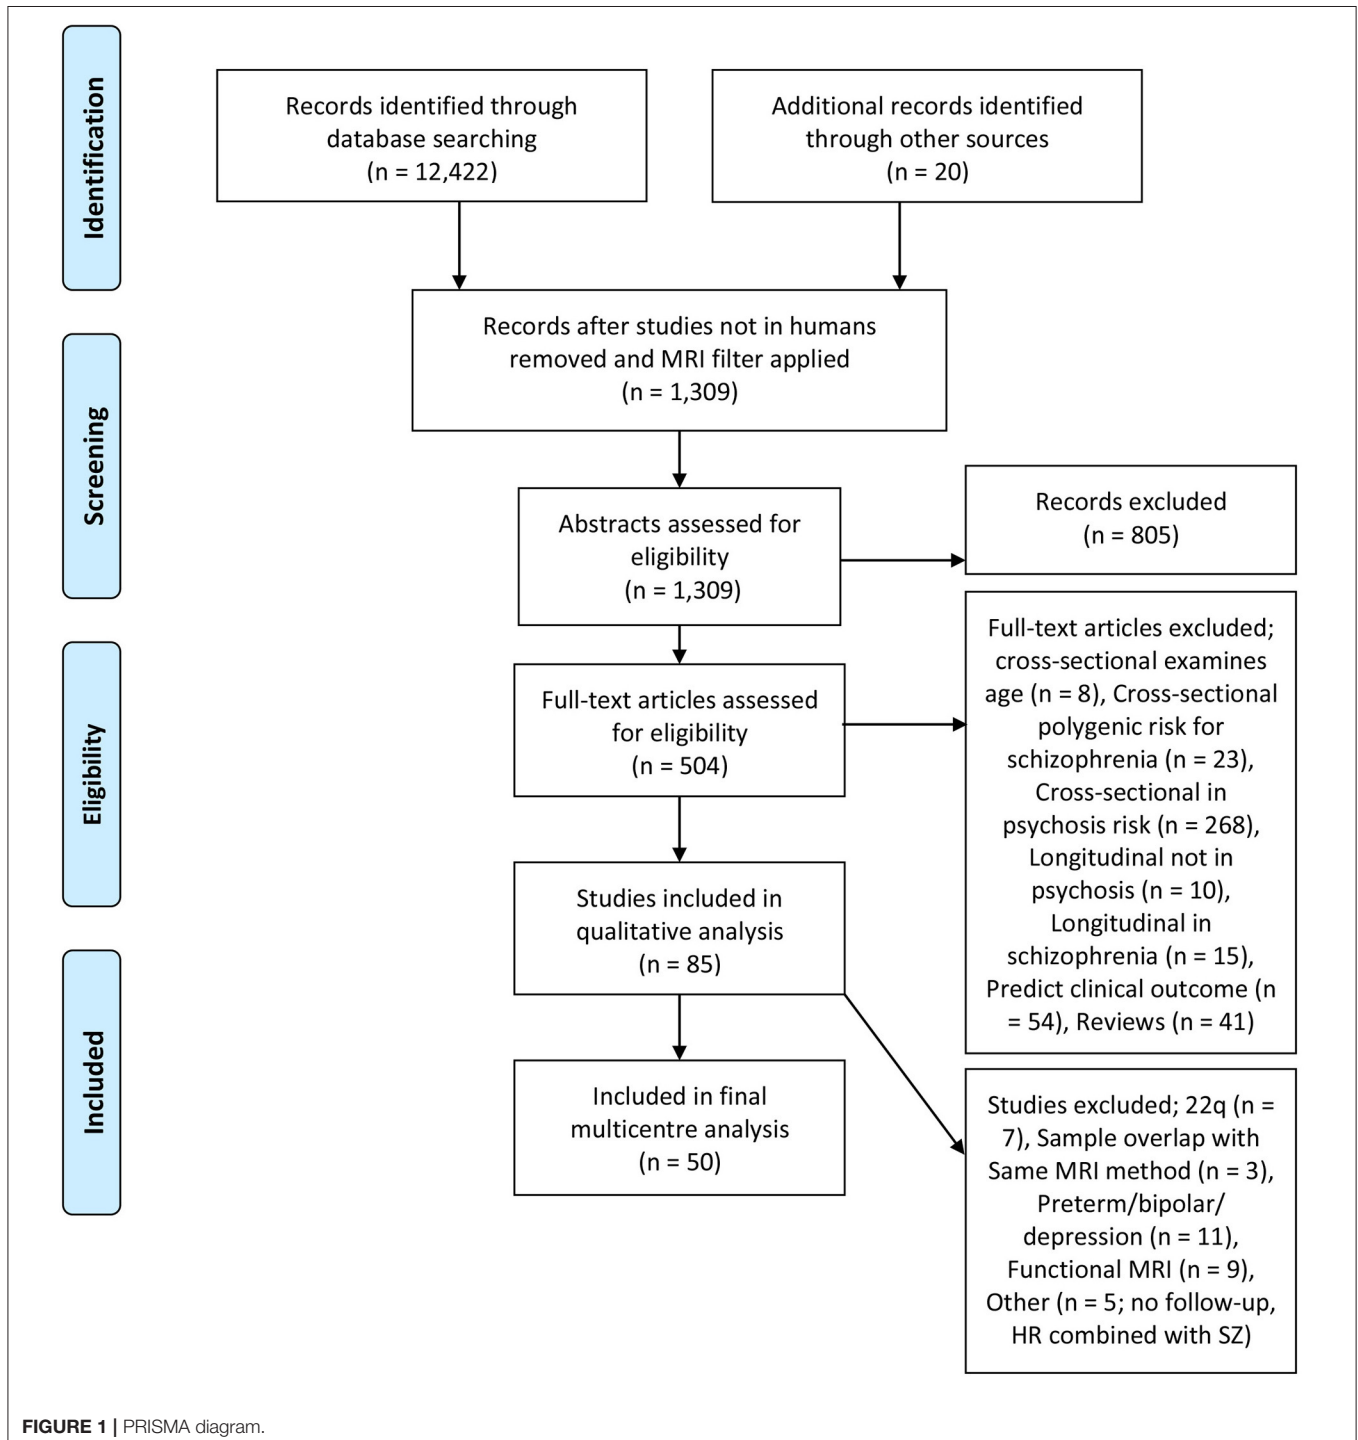 Identification
Records identified through
database searching
(n = 12,422)
Additional records identified
through other sources
(n = 20)
Records after studies not in humans
removed and MRI filter applied
(n = 1,309)
Screening
Abstracts assessed for
eligibility
(n = 1,309)
Records excluded
(n = 805)
Eligibility
Full-text articles assessed
for eligibility
(n = 504)
Full-text articles excluded;
cross-sectional examines
age (n = 8), Cross-sectional
polygenic risk for
schizophrenia (n = 23),
Cross-sectional in
psychosis risk (n = 268),
Longitudinal not in
psychosis (n = 10),
Longitudinal in
schizophrenia (n = 15),
Predict clinical outcome (n
= 54), Reviews (n = 41)
Studies included in
qualitative analysis
(n = 85)
Included
Included in final
multicentre analysis
(n = 50)
Studies excluded; 22q (n =
7), Sample overlap with
Same MRI method (n = 3),
Preterm/bipolar/
depression (n = 11),
Functional MRI (n = 9),
Other (n = 5; no follow-up,
HR combined with SZ)
FIGURE 1 | PRISMA diagram.